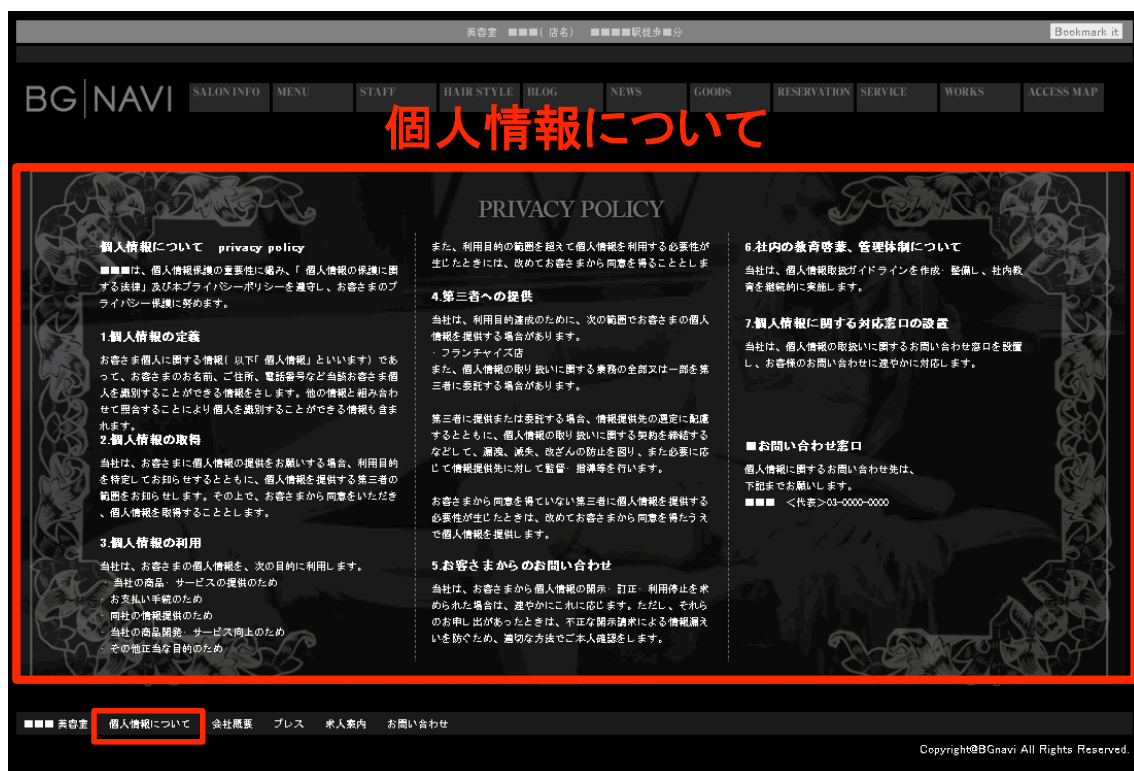 美容室　■■■(店名)　■■■■駅徒歩■分
Bookmark it
BG|NAVI
SALON INFO MENU STAFF HAIR STYLE BLOG NEWS GOODS RESERVATION SERVICE WORKS ACCESS MAP
個人情報について
PRIVACY POLICY
個人情報について　privacy policy
■■■は、個人情報保護の重要性に鑑み、「個人情報の保護に関
する法律」及び本プライバシーポリシーを遵守し、お客さまのプ
ライバシー保護に努めます。
1.個人情報の定義
お客さま個人に関する情報(以下「個人情報」といいます)であ
って、お客さまのお名前、ご住所、電話番号など当該お客さま個
人を識別することができる情報をさします。他の情報と組み合わ
せて照合することにより個人を識別することができる情報も含ま
れます。
2.個人情報の取得
当社は、お客さまに個人情報の提供をお願いする場合、利用目的
を特定してお知らせするとともに、個人情報を提供する第三者の
範囲をお知らせします。その上で、お客さまから同意をいただき
、個人情報を取得することとします。
3.個人情報の利用
当社は、お客さまの個人情報を、次の目的に利用します。
・当社の商品・サービスの提供のため
・お支払い手続のため
・同社の情報提供のため
・当社の商品開発・サービス向上のため
・その他正当な目的のため
また、利用目的の範囲を超えて個人情報を利用する必要性が
生じたときには、改めてお客さまから同意を得ることとしま
4.第三者への提供
当社は、利用目的達成のために、次の範囲でお客さまの個人
情報を提供する場合があります。
・フランチャイズ店
また、個人情報の取り扱いに関する業務の全部又は一部を第
三者に委託する場合があります。
第三者に提供または委託する場合、情報提供先の選定に配慮
するとともに、個人情報の取り扱いに関する契約を締結する
などして、漏洩、滅失、改ざんの防止を図り、また必要に応
じて情報提供先に対して監督・指導等を行います。
お客さまから同意を得ていない第三者に個人情報を提供する
必要性が生じたときは、改めてお客さまから同意を得たうえ
で個人情報を提供します。
5.お客さまからのお問い合わせ
当社は、お客さまから個人情報の開示・訂正・利用停止を求
められた場合は、速やかにこれに応じます。ただし、それら
のお申し出があったときは、不正な開示請求による情報漏え
いを防ぐため、適切な方法でご本人確認をします。
6.社内の教育啓蒙、管理体制について
当社は、個人情報取扱ガイドラインを作成・整備し、社内教
育を継続的に実施します。
7.個人情報に関する対応窓口の設置
当社は、個人情報の取扱いに関するお問い合わせ窓口を設置
し、お客様のお問い合わせに速やかに対応します。
■お問い合わせ窓口
個人情報に関するお問い合わせ先は、
下記までお願いします。
■■■　＜代表＞03-0000-0000
■■■ 美容室　個人情報について　会社概要　プレス　求人案内　お問い合わせ
Copyright@BGnavi All Rights Reserved.